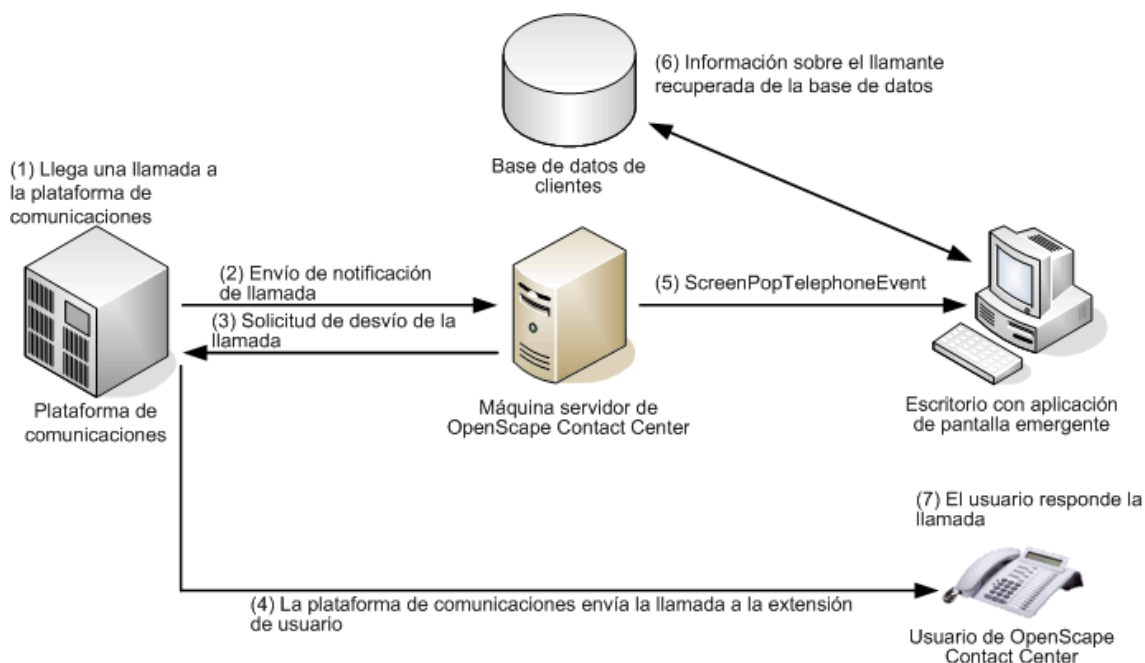 (6) Información sobre el llamante
recuperada de la base de datos
Base de datos de
clientes
(1) Llega una llamada a
la plataforma de
comunicaciones
(2) Envío de notificación
de llamada
(3) Solicitud de desvío de la
llamada
(5) ScreenPopTelephoneEvent
Plataforma de
comunicaciones
Máquina servidor de
OpenScape Contact Center
Escritorio con aplicación
de pantalla emergente
(7) El usuario responde la
llamada
(4) La plataforma de comunicaciones envía la llamada a la extensión
de usuario
Usuario de OpenScape
Contact Center